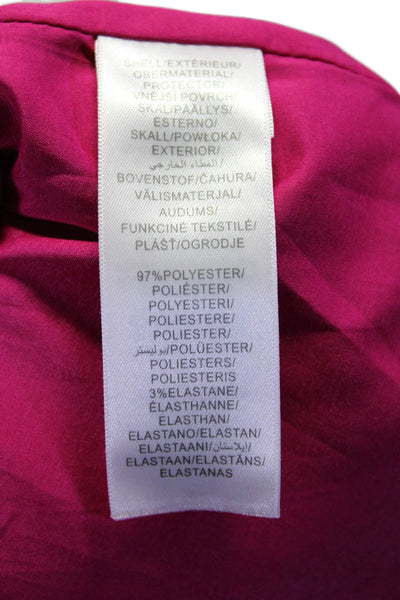 SHELL/EXTÉRIEUR/
OBERMATERIAL/
PROTECTOR/
VNĚJŠÍ POVRCH/
SKAL/PÄÄLLYS/
ESTERNO/
SKALL/POWŁOKA/
EXTERIOR/
الغطاء الخارجي/
BOVENSTOF/ČAHURA/
VÄLISMATERJAL/
AUDUMS/
FUNKCINĖ TEKSTILĖ/
PLÁŠŤ/OGRODJE
97%POLYESTER/
POLIÉSTER/
POLYESTERI/
POLIESTERE/
POLIESTER/
بوليستر/POLÜESTER/
POLIESTERS/
POLIESTERIS
3%ELASTANE/
ÉLASTHANNE/
ELASTHAN/
ELASTANO/ELASTAN/
ELASTAANI/ايلاستان/
ELASTAAN/ELASTĀNS/
ELASTANAS